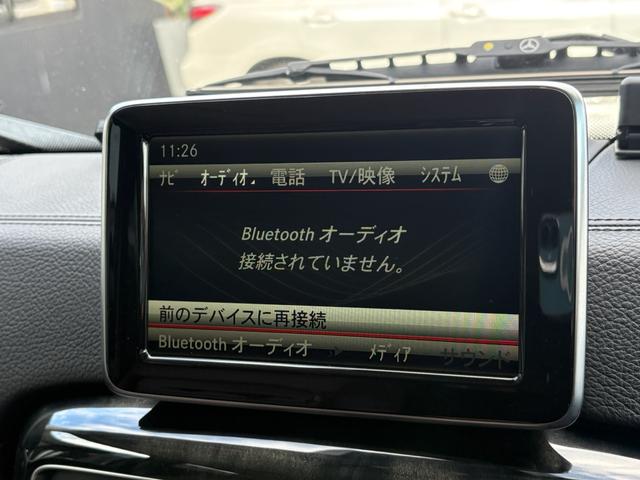 11:26
ナビ オーディオ 電話 TV/映像 システム
Bluetooth オーディオ
接続されていません。
前のデバイスに再接続
Bluetooth オーディオ メディア サウンド